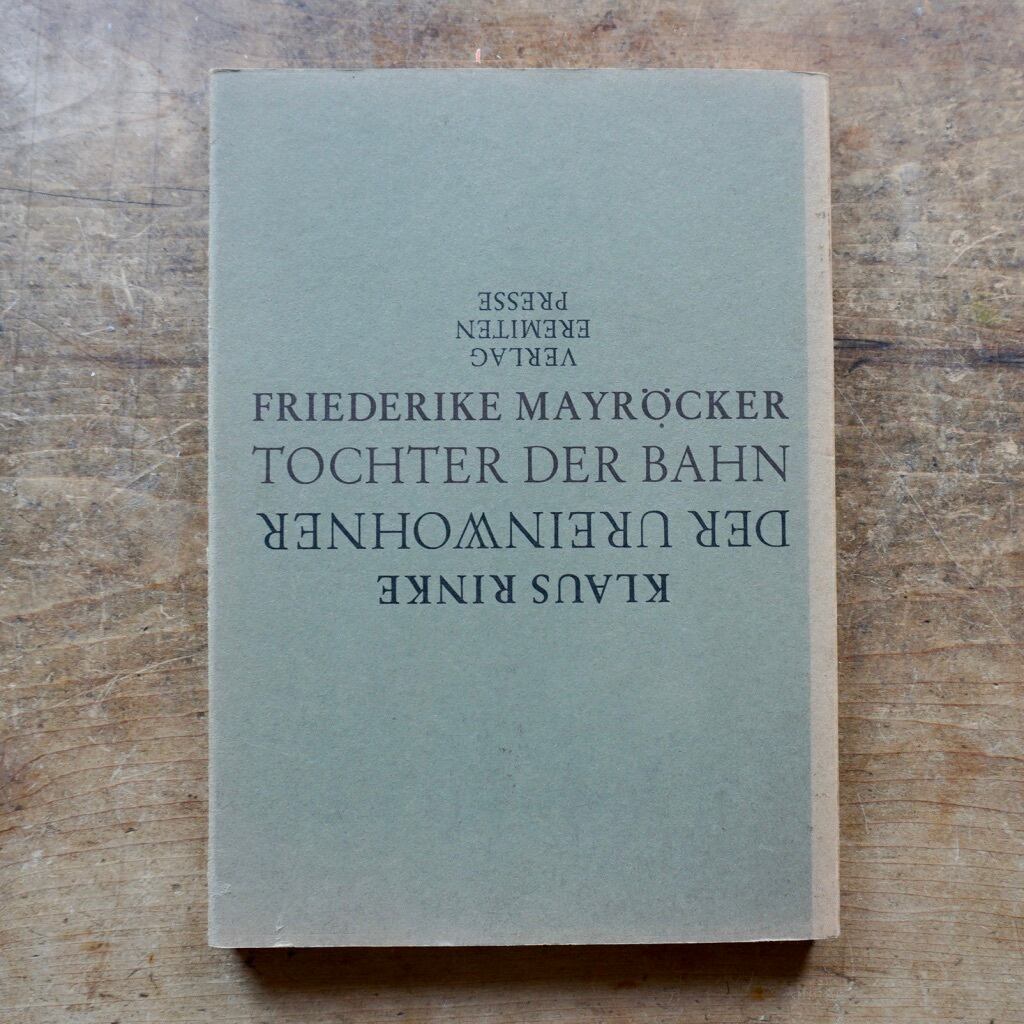 FRIEDERIKE MAYRÖCKER
TOCHTER DER BAHN
KLAUS RINKE
DER UREINWOHNER
VERLAG
EREMITEN
PRESSE